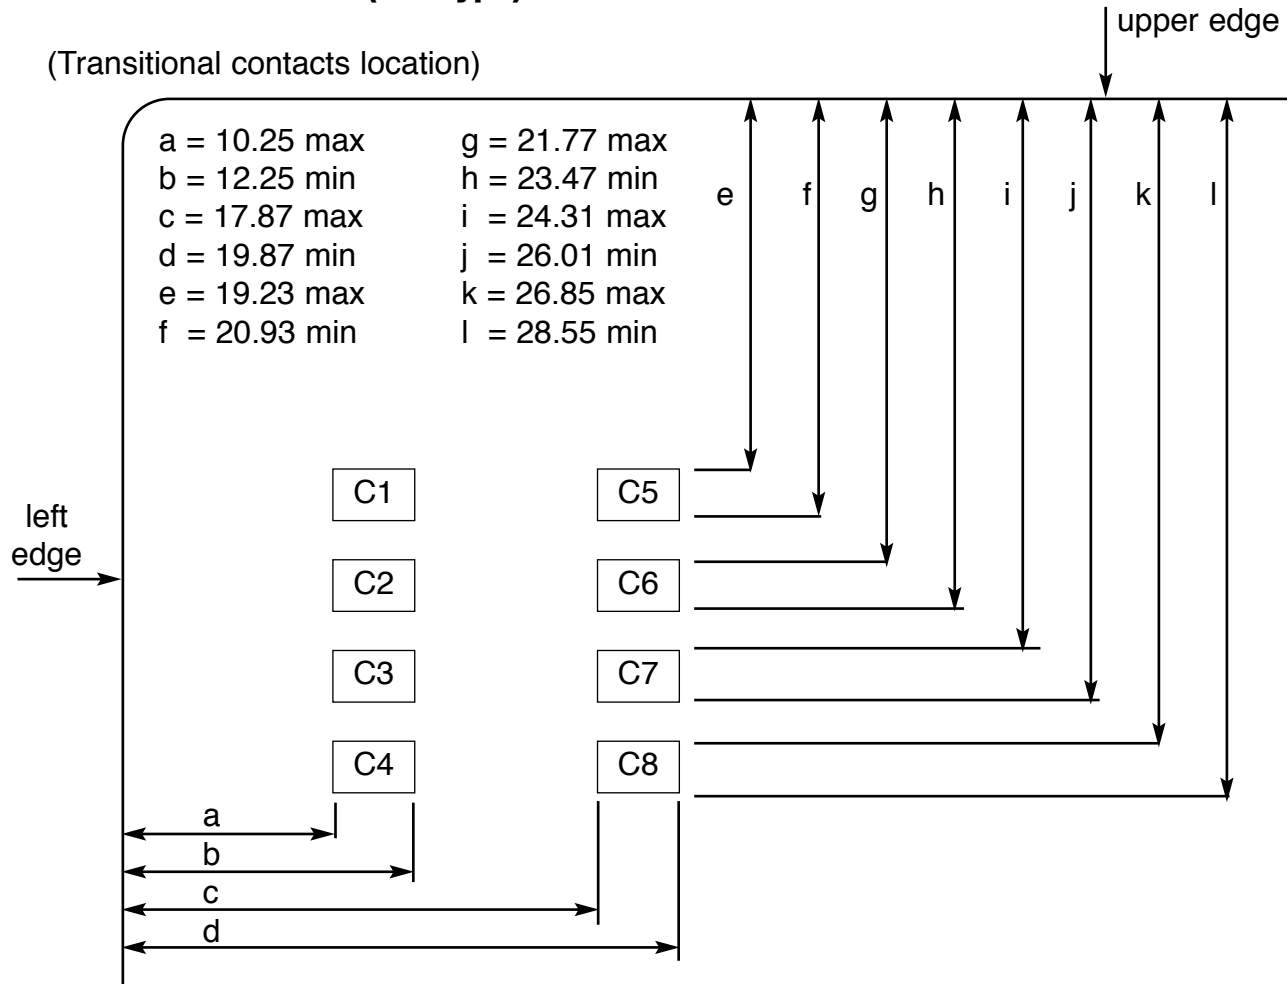 upper edge
(Transitional contacts location)
a = 10.25 max
b = 12.25 min
c = 17.87 max
d = 19.87 min
e = 19.23 max
f = 20.93 min
g = 21.77 max
h = 23.47 min
i = 24.31 max
j = 26.01 min
k = 26.85 max
l = 28.55 min
e f g h i j k l
C1 C5
left
edge
C2 C6
C3 C7
C4 C8
a
b
c
d